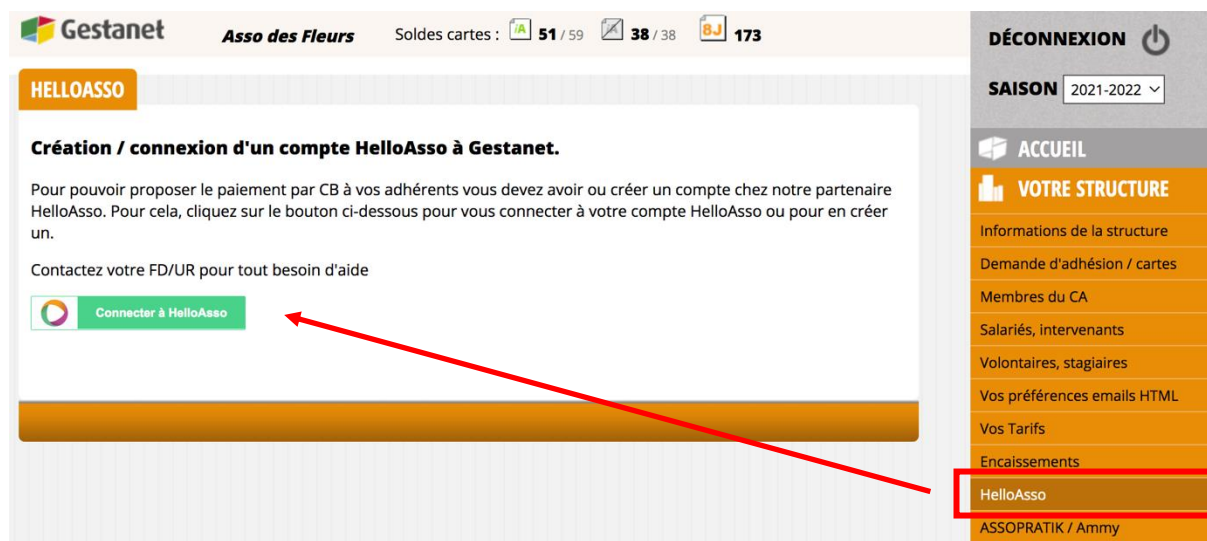 Gestanet
Asso des Fleurs
Soldes cartes : iA 51 / 59 38 / 38 8J 173
HELLOASSO
Création / connexion d'un compte HelloAsso à Gestanet.
Pour pouvoir proposer le paiement par CB à vos adhérents vous devez avoir ou créer un compte chez notre partenaire
HelloAsso. Pour cela, cliquez sur le bouton ci-dessous pour vous connecter à votre compte HelloAsso ou pour en créer
un.
Contactez votre FD/UR pour tout besoin d'aide
Connecter à HelloAsso
DÉCONNEXION
SAISON 2021-2022
ACCUEIL
VOTRE STRUCTURE
Informations de la structure
Demande d'adhésion / cartes
Membres du CA
Salariés, intervenants
Volontaires, stagiaires
Vos préférences emails HTML
Vos Tarifs
Encaissements
HelloAsso
ASSOPRATIK / Ammy